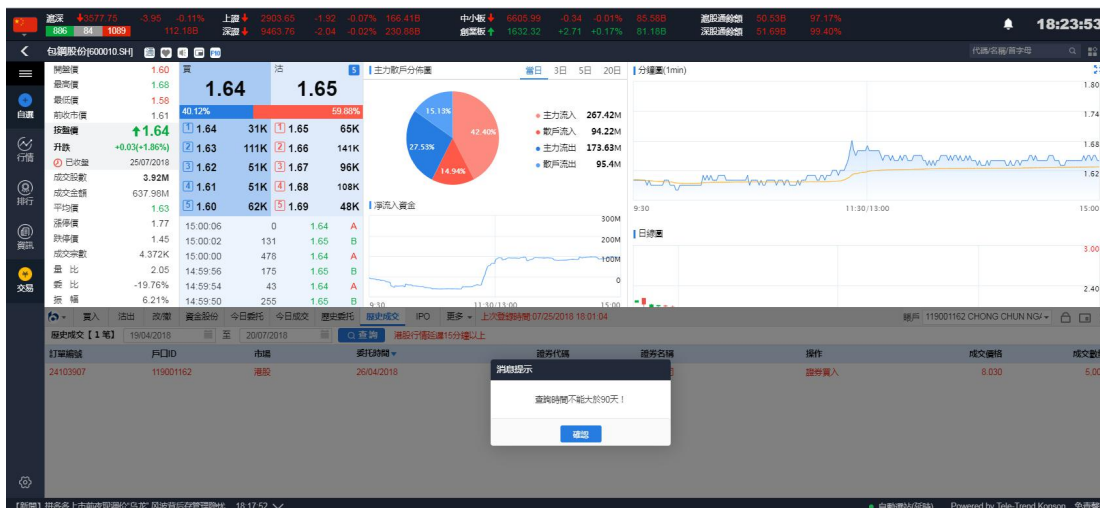 滬深 3577.75 -3.95 -0.11% 上證 2903.65 -1.92 -0.07% 166.41B 中小板 6605.99 -0.34 -0.01% 85.58B 滬股通餘額 50.53B 97.17%
886 84 1089 112.18B 深證 9463.76 -2.04 -0.02% 230.88B 創業板 1632.32 +2.71 +0.17% 81.18B 深股通餘額 51.69B 99.40%
18:23:53
包鋼股份[600010.SH] F10 代碼/名稱/首字母
自選
行情
排行
資訊
交易
開盤價 1.60
最高價 1.68
最低價 1.58
前收市價 1.61
按盤價 1.64
升跌 +0.03(+1.86%)
已收盤 25/07/2018
成交股數 3.92M
成交金額 637.98M
平均價 1.63
漲停價 1.77
跌停價 1.45
成交宗數 4.372K
量 比 2.05
委 比 -19.76%
振 幅 6.21%
買 沽 5
1.64 1.65
40.12% 59.88%
1 1.64 31K 1 1.65 65K
2 1.63 111K 2 1.66 141K
3 1.62 51K 3 1.67 96K
4 1.61 51K 4 1.68 108K
5 1.60 62K 5 1.69 48K
15:00:06 0 1.64 A
15:00:02 131 1.65 B
15:00:00 478 1.64 A
14:59:56 175 1.65 B
14:59:54 43 1.64 A
14:59:50 255 1.65 B
主力散戶分佈圖 當日 3日 5日 20日
15.13%
42.40%
27.53%
14.94%
主力流入 267.42M
散戶流入 94.22M
主力流出 173.63M
散戶流出 95.4M
淨流入資金
300M
200M
100M
0
9:30 11:30/13:00 15:00
分鐘圖(1min)
1.80
1.74
1.68
1.62
9:30 11:30/13:00 15:00
日線圖
3.00
2.40
買入 沽出 改/撤 資金股份 今日委托 今日成交 歷史委托 歷史成交 IPO 更多 上次登錄時間:07/25/2018 18:01:04 賬戶 119001162 CHONG CHUN NG/
歷史成交【 1 筆】 19/04/2018 至 20/07/2018 查詢 港股行情延遲15分鐘以上
訂單編號 戶口ID 市場 委托時間 證券代碼 證券名稱 操作 成交價格
24103907 119001162 港股 26/04/2018 證券買入 8.030
消息提示
查詢時間不能大於90天！
確認
18:17:52
Powered by Tele-Trend Konson